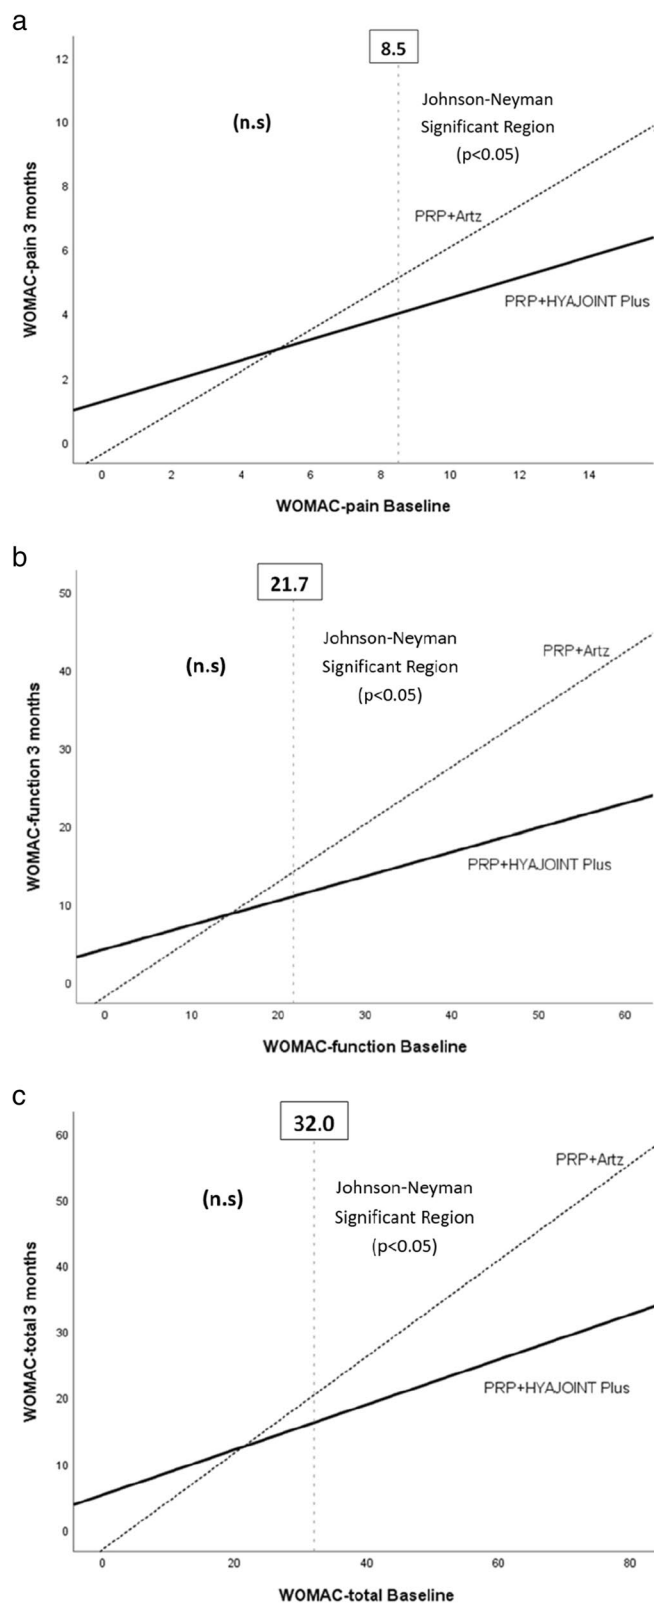 a
8.5
12
10
8
6
4
2
0
(n.s)
Johnson-Neyman
Significant Region
(p<0.05)
PRP+Artz
PRP+HYAJOINT Plus
WOMAC-pain 3 months
0 2 4 6 8 10 12 14
WOMAC-pain Baseline
b
21.7
50
40
30
20
10
0
(n.s)
Johnson-Neyman
Significant Region
(p<0.05)
PRP+Artz
PRP+HYAJOINT Plus
WOMAC-function 3 months
0 10 20 30 40 50 60
WOMAC-function Baseline
c
32.0
60
50
40
30
20
10
0
(n.s)
Johnson-Neyman
Significant Region
(p<0.05)
PRP+Artz
PRP+HYAJOINT Plus
WOMAC-total 3 months
0 20 40 60 80
WOMAC-total Baseline